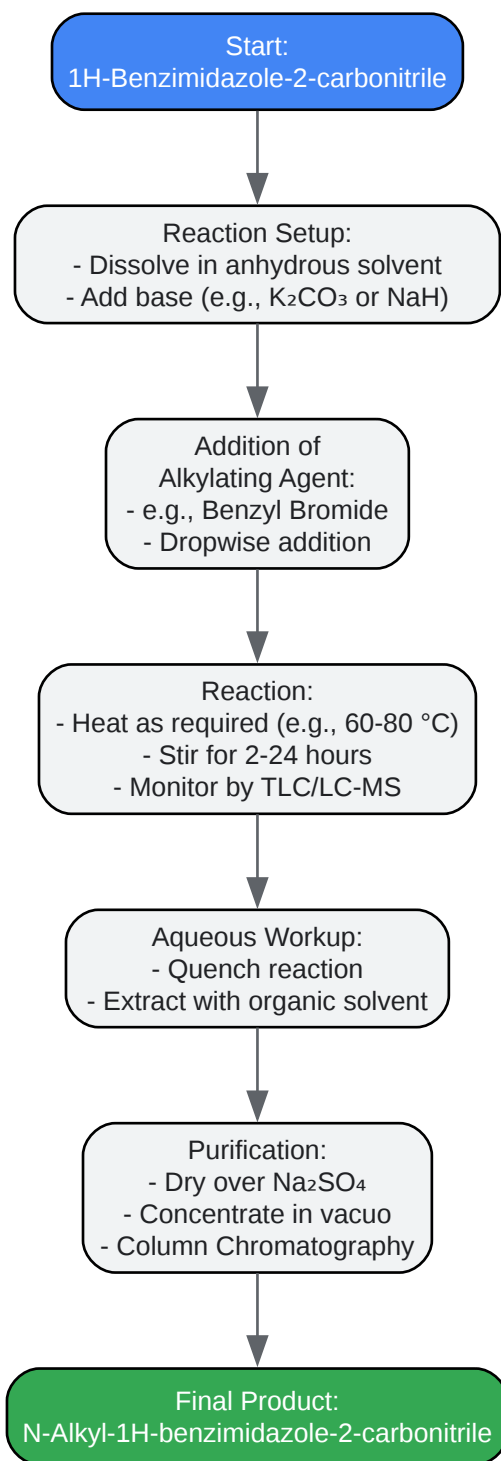 Start:
1H-Benzimidazole-2-carbonitrile
Reaction Setup:
- Dissolve in anhydrous solvent
- Add base (e.g., K₂CO₃ or NaH)
Addition of
Alkylating Agent:
- e.g., Benzyl Bromide
- Dropwise addition
Reaction:
- Heat as required (e.g., 60-80 °C)
- Stir for 2-24 hours
- Monitor by TLC/LC-MS
Aqueous Workup:
- Quench reaction
- Extract with organic solvent
Purification:
- Dry over Na₂SO₄
- Concentrate in vacuo
- Column Chromatography
Final Product:
N-Alkyl-1H-benzimidazole-2-carbonitrile